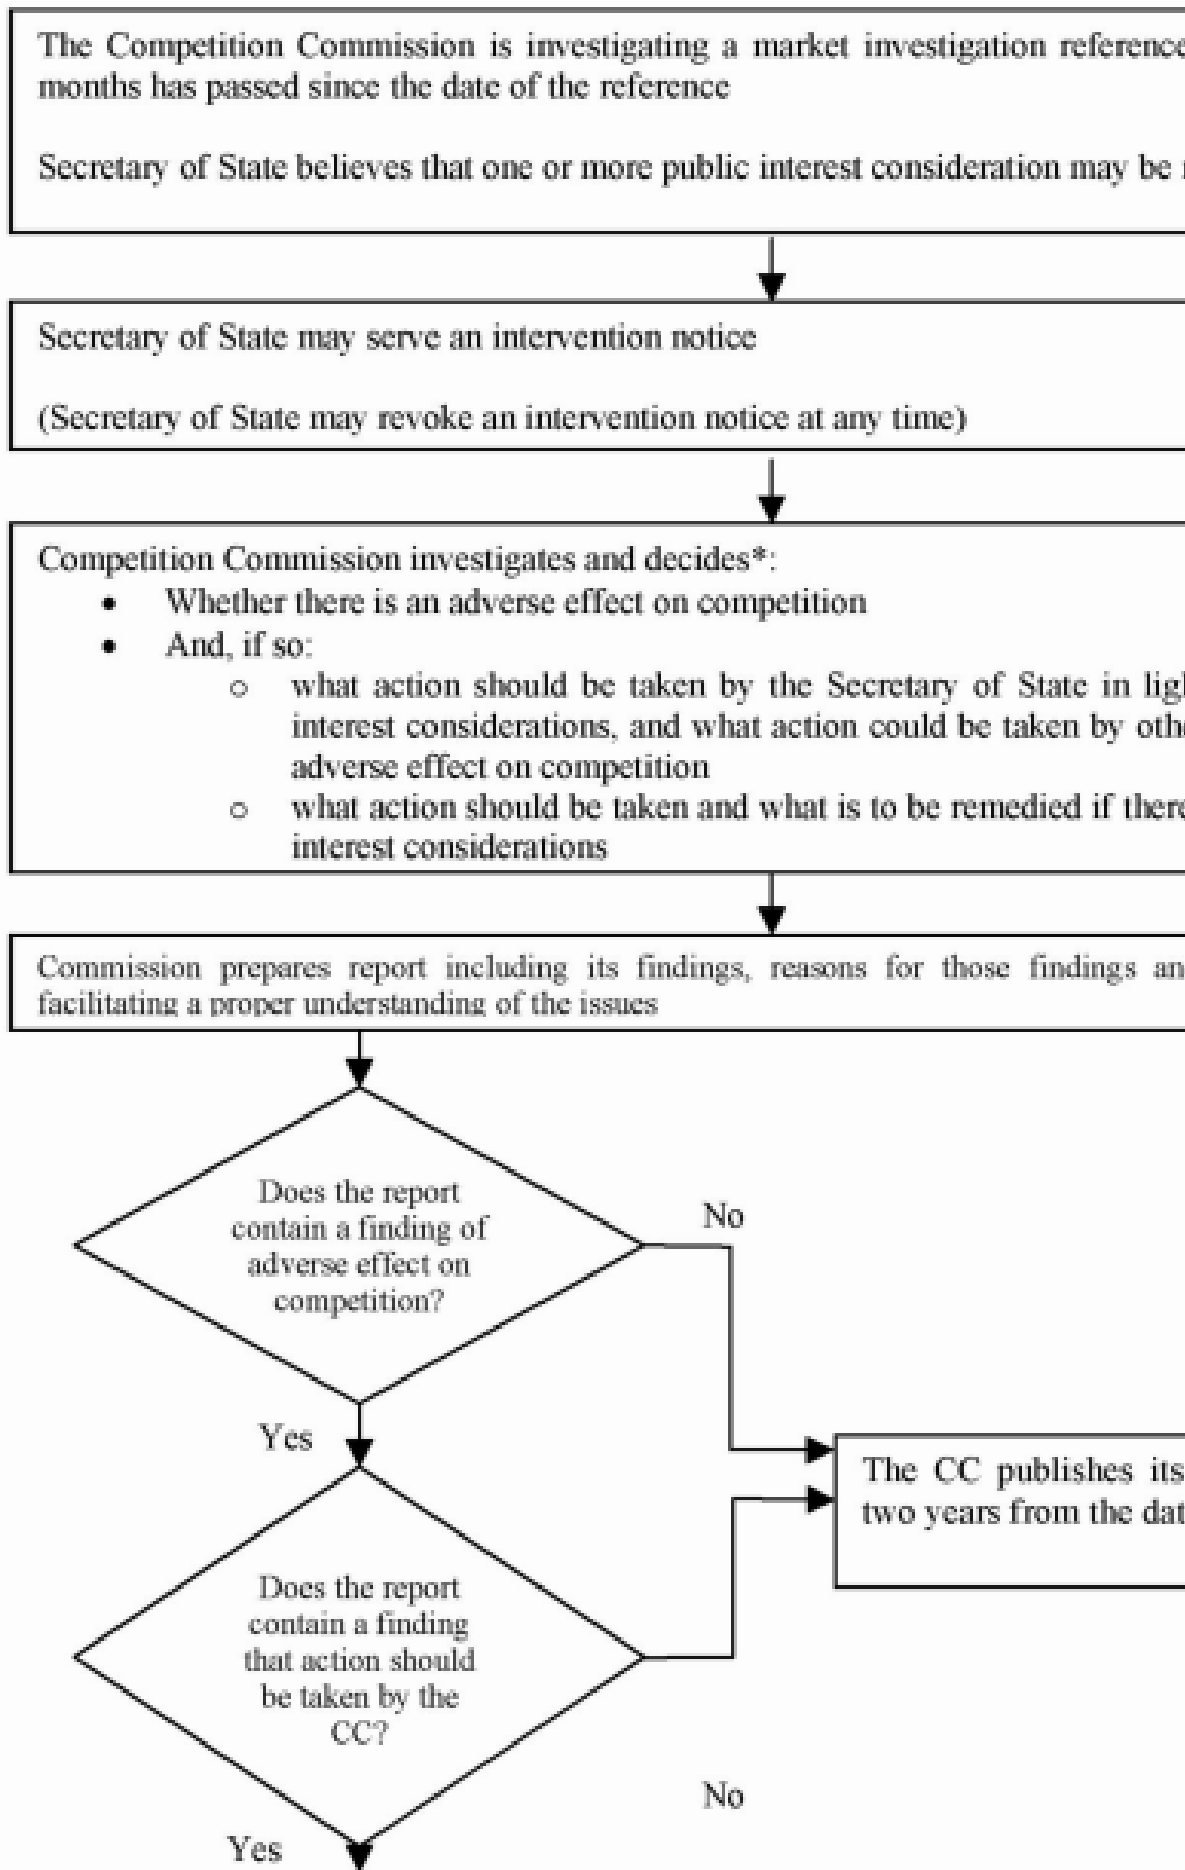 The Competition Commission is investigating a market investigation reference
months has passed since the date of the reference
Secretary of State believes that one or more public interest consideration may be
Secretary of State may serve an intervention notice
(Secretary of State may revoke an intervention notice at any time)
Competition Commission investigates and decides*:
• Whether there is an adverse effect on competition
• And, if so:
o what action should be taken by the Secretary of State in
interest considerations, and what action could be taken by
adverse effect on competition
o what action should be taken and what is to be remedied if there
interest considerations
Commission prepares report including its findings, reasons for those findings
facilitating a proper understanding of the issues
Does the report
contain a finding of
adverse effect on
competition?
No
Yes
The CC publishes its
two years from the
Does the report
contain a finding
that action should
be taken by the
CC?
No
Yes